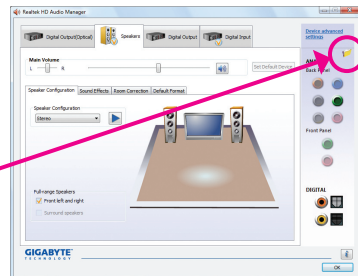 Realtek HD Audio Manager
Digital Output(Optical)
Speakers
Digital Output
Digital Input
Device advanced
settings
Main Volume
L
R
Set Default Device
ANA
Back Panel
Speaker Configuration
Sound Effects
Room Correction
Default Format
Speaker Configuration
Stereo
Front Panel
Full-range Speakers
Front left and right
Surround speakers
DIGITAL
GIGABYTE
TECHNOLOGY
i
OK